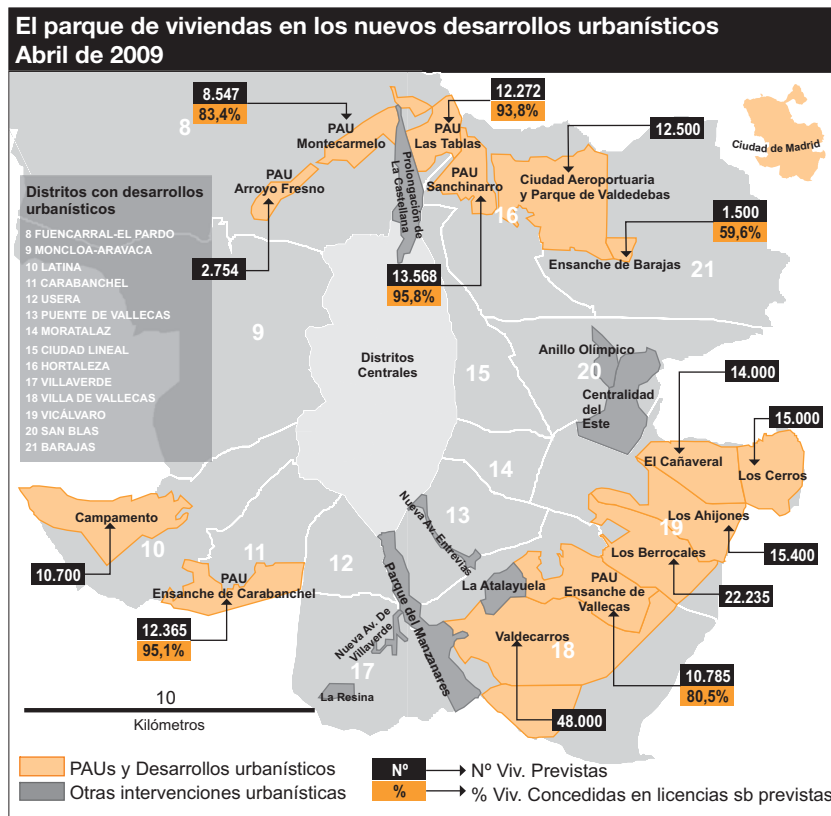 El parque de viviendas en los nuevos desarrollos urbanísticos
Abril de 2009
8.547
83,4%
12.272
93,8%
12.500
Ciudad de Madrid
8
PAU
Montecarmelo
PAU
Las Tablas
PAU
Arroyo Fresno
Prolongación de
La Castellana
PAU
Sanchinarro
Ciudad Aeroportuaria
y Parque de Valdedebas
16
1.500
59,6%
Ensanche de Barajas
21
2.754
13.568
95,8%
Distritos con desarrollos
urbanísticos
8 FUENCARRAL-EL PARDO
9 MONCLOA-ARAVACA
10 LATINA
11 CARABANCHEL
12 USERA
13 PUENTE DE VALLECAS
14 MORATALAZ
15 CIUDAD LINEAL
16 HORTALEZA
17 VILLAVERDE
18 VILLA DE VALLECAS
19 VICÁLVARO
20 SAN BLAS
21 BARAJAS
9
Distritos
Centrales
15
Anillo Olímpico
20
Centralidad
del
Este
14.000
15.000
14
El Cañaveral
Los Cerros
Campamento
10
10.700
11
PAU
Ensanche de Carabanchel
12.365
95,1%
12
13
Nueva Av. Entrevías
Los Ahijones
19
15.400
Los Berrocales
22.235
La Atalayuela
PAU
Ensanche de
Vallecas
Parque del Manzanares
Nueva Av. De
Villaverde
17
La Resina
Valdecarros
18
10.785
80,5%
48.000
10
Kilómetros
PAUs y Desarrollos urbanísticos
Otras intervenciones urbanísticas
Nº
Nº Viv. Previstas
%
% Viv. Concedidas en licencias sb previstas